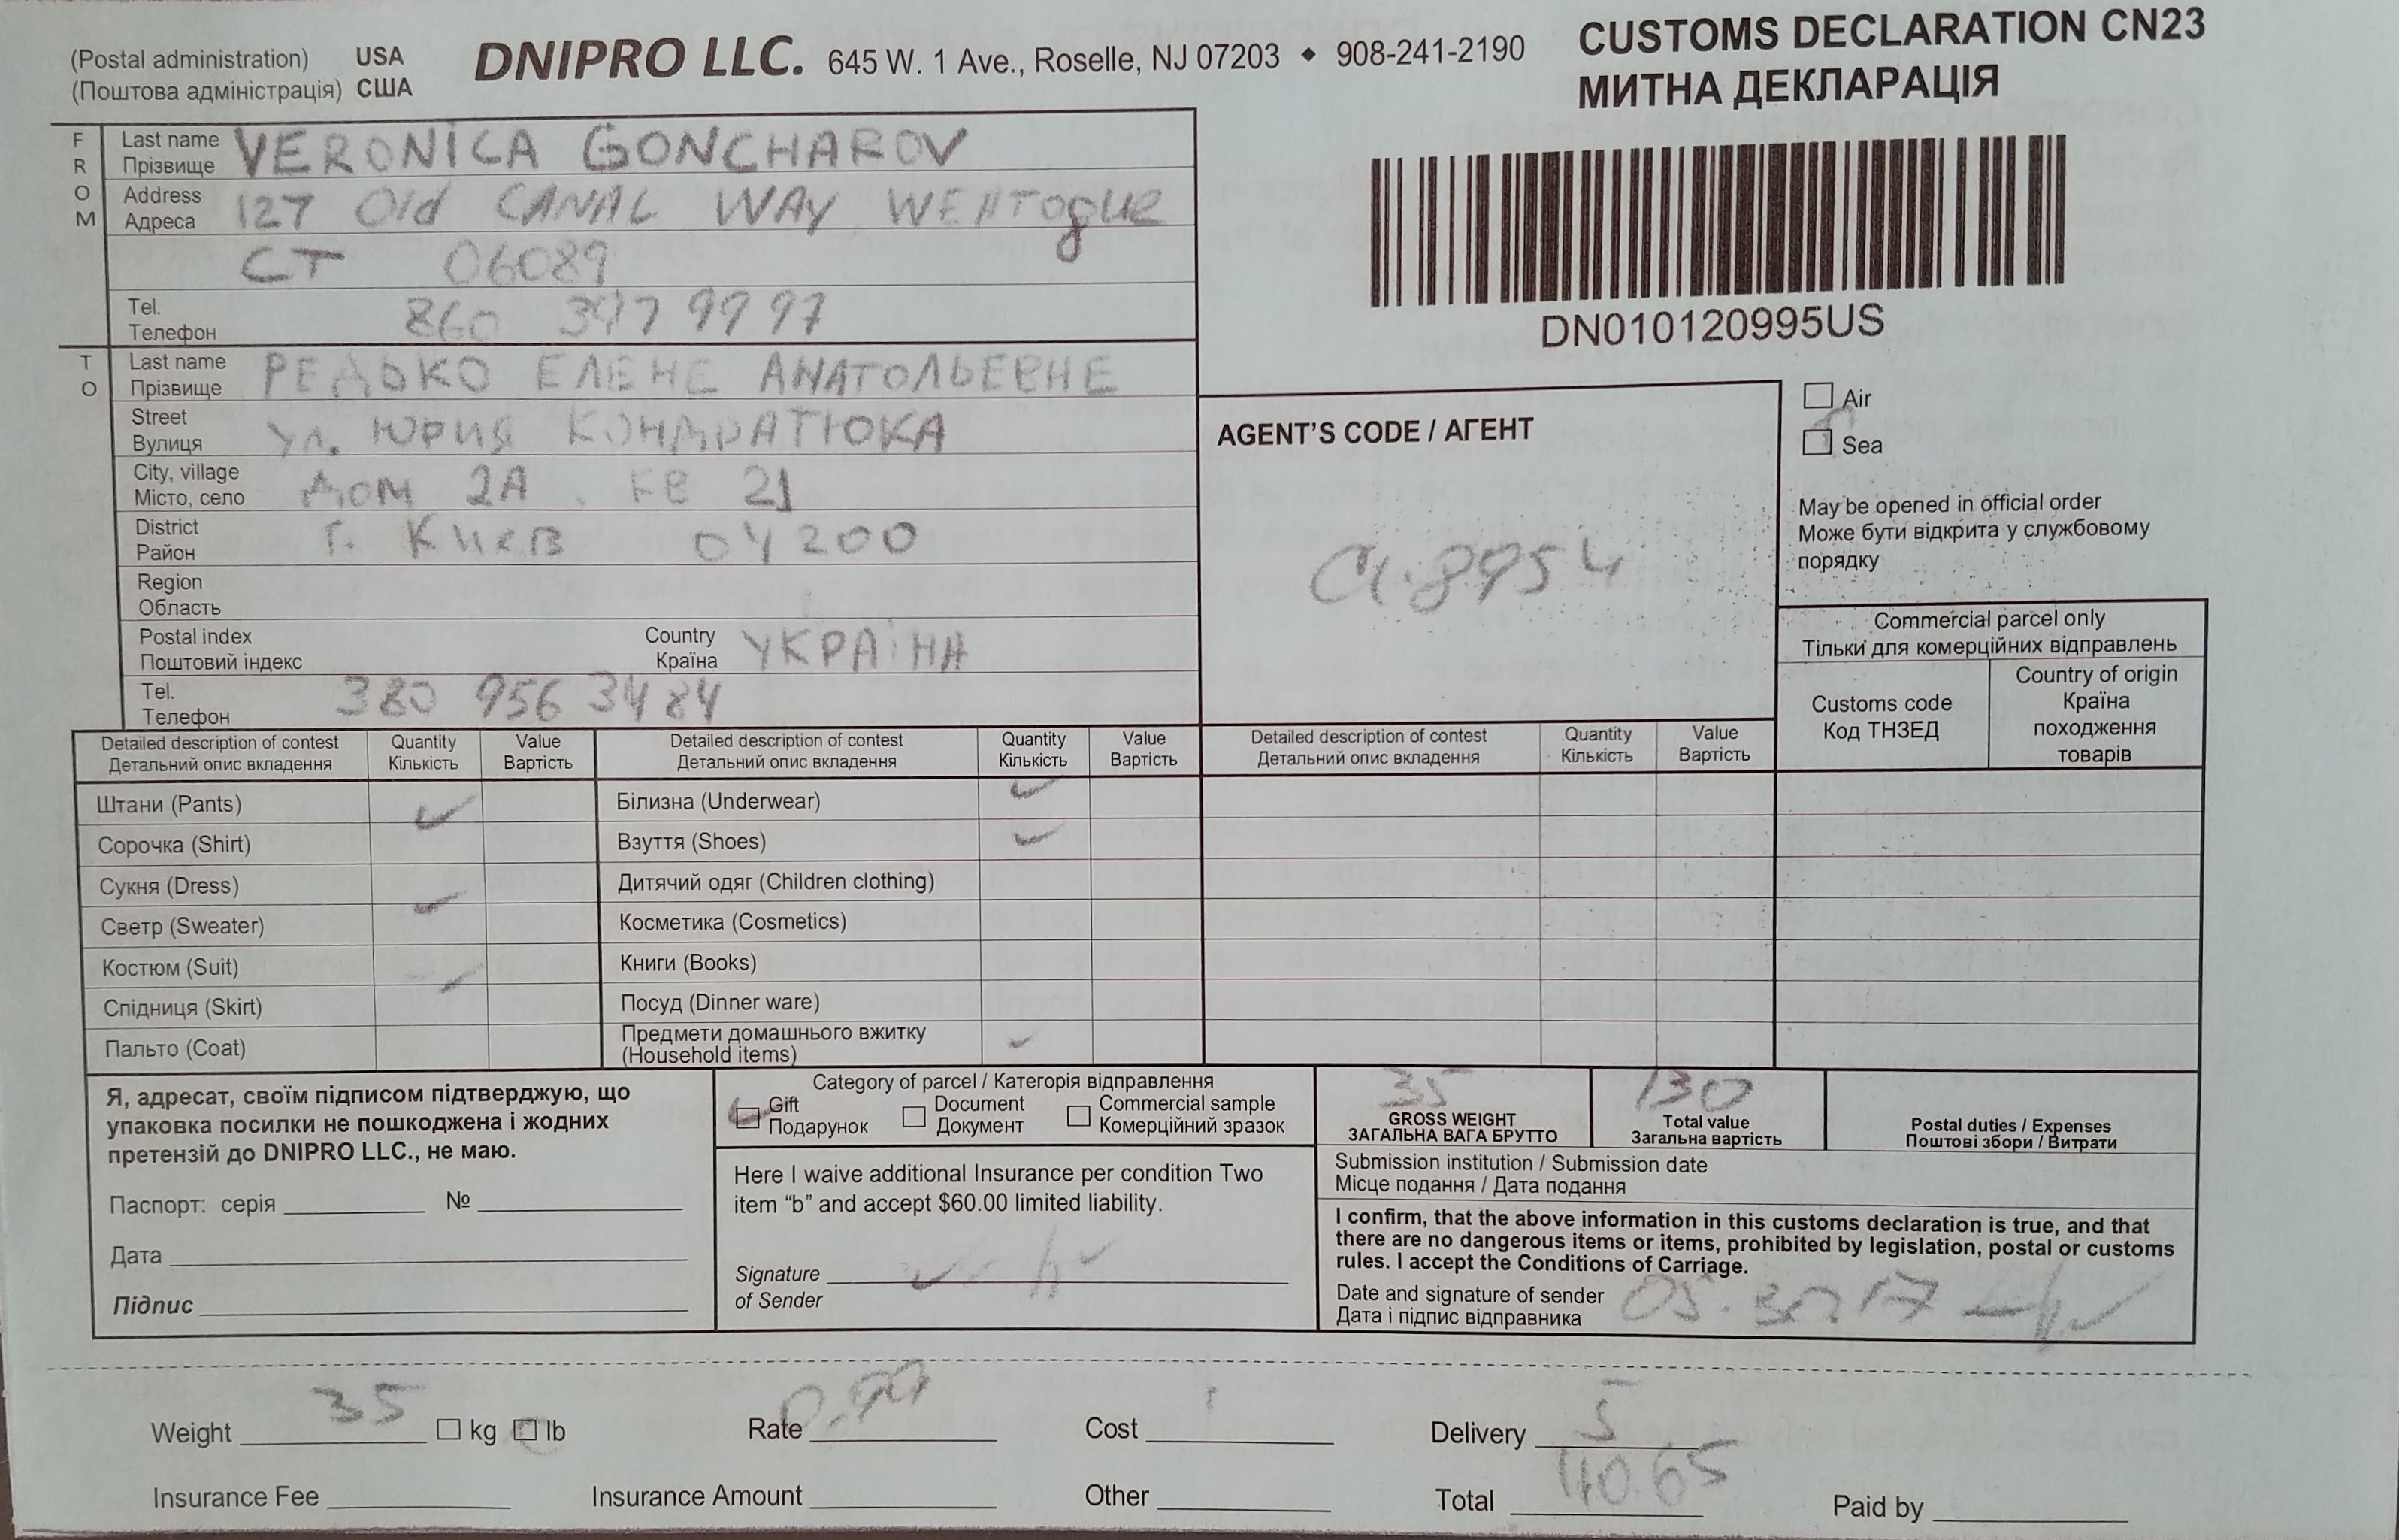 (Postal administration) USA
(Поштова адміністрація) США
DNIPRO LLC. 645 W. 1 Ave., Roselle, NJ 07203 • 908-241-2190
CUSTOMS DECLARATION CN23
МИТНА ДЕКЛАРАЦІЯ
DN010120995US
FROM
Last name
Прізвище
VERONICA GONCHAROV
Address
Адреса
127 Old CANAL WAY WEATOGUE
CT 06089
Tel.
Телефон
860 397 9997
TO
Last name
Прізвище
РЕДЬКО ЕЛЕНЕ АНАТОЛЬЕВНЕ
Street
Вулиця
ул. ЮРИЯ КОНДРАТЮКА
City, village
Місто, село
ДОМ 2А. КВ 21
District
Район
Г. КИЕВ 04200
Region
Область
Postal index
Поштовий індекс
Country
Країна
УКРАЇНА
Tel.
Телефон
380 956 3484
AGENT'S CODE / АГЕНТ
Air
Sea
May be opened in official order
Може бути відкрита у службовому
порядку
Commercial parcel only
Тільки для комерційних відправлень
Customs code
Код ТНЗЕД
Country of origin
Країна
походження
товарів
Detailed description of contest Quantity Value Detailed description of contest Quantity Value Detailed description of contest Quantity Value
Детальний опис вкладення Кількість Вартість Детальний опис вкладення Кількість Вартість Детальний опис вкладення Кількість Вартість
Штани (Pants) Білизна (Underwear)
Сорочка (Shirt) Взуття (Shoes)
Сукня (Dress) Дитячий одяг (Children clothing)
Светр (Sweater) Косметика (Cosmetics)
Костюм (Suit) Книги (Books)
Спідниця (Skirt) Посуд (Dinner ware)
Пальто (Coat) Предмети домашнього вжитку
(Household items)
Я, адресат, своїм підписом підтверджую, що
упаковка посилки не пошкоджена і жодних
претензій до DNIPRO LLC., не маю.
Паспорт: серія № 
Дата
Підпис
Category of parcel / Категорія відправлення
Gift
Подарунок
Document
Документ
Commercial sample
Комерційний зразок
Here I waive additional Insurance per condition Two
item “b” and accept $60.00 limited liability.
Signature
of Sender
35
GROSS WEIGHT
ЗАГАЛЬНА ВАГА БРУТТО
130
Total value
Загальна вартість
Postal duties / Expenses
Поштові збори / Витрати
Submission institution / Submission date
Місце подання / Дата подання
I confirm, that the above information in this customs declaration is true, and that
there are no dangerous items or items, prohibited by legislation, postal or customs
rules. I accept the Conditions of Carriage.
Date and signature of sender
Дата і підпис відправника
05.30 17
Weight 35 kg lb Rate 0,99 Cost Delivery 5
Insurance Fee Insurance Amount Other Total 110.65 Paid by